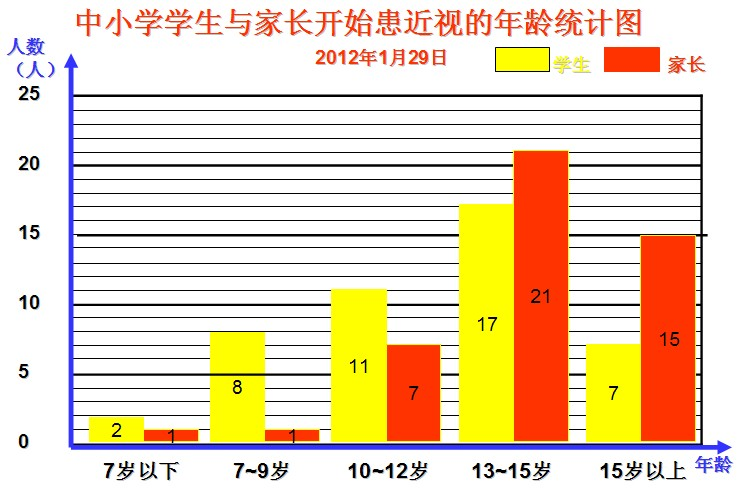 中小学学生与家长开始患近视的年龄统计图
人数
（人）
2012年1月29日
学生
家长
25
20
15
10
5
0
2
1
8
1
11
7
17
21
7
15
7岁以下
7~9岁
10~12岁
13~15岁
15岁以上
年龄